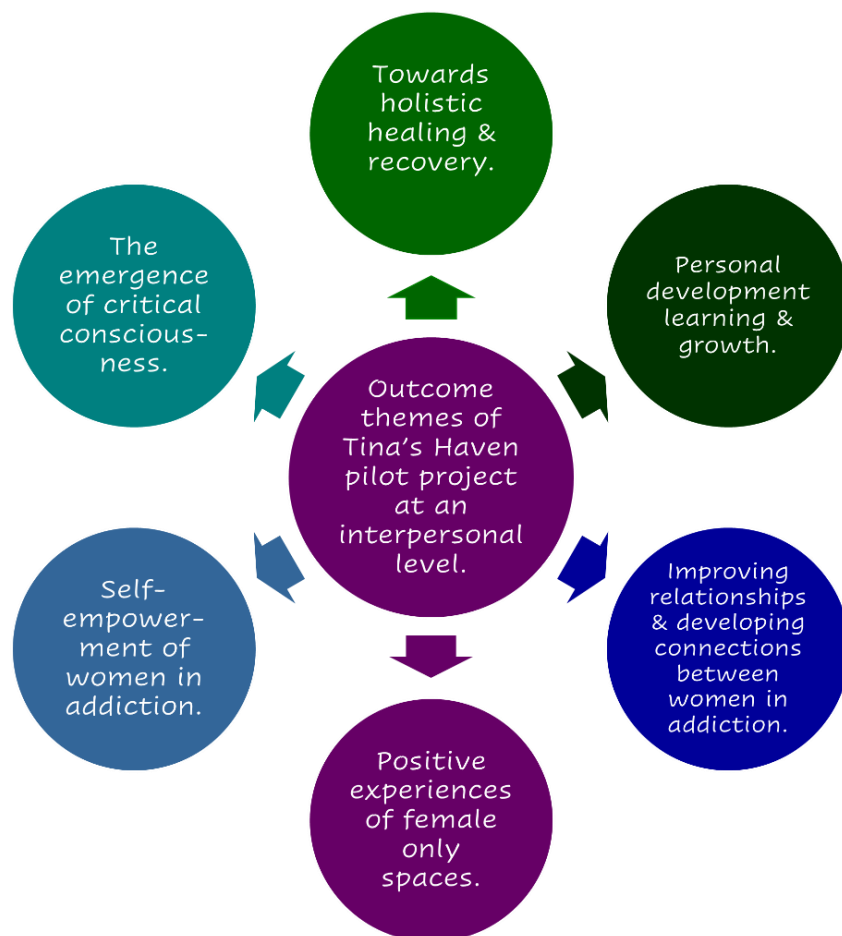 Towards
holistic
healing &
recovery.
The
emergence
of critical
conscious-
ness.
Personal
development
learning &
growth.
Outcome
themes of
Tina's Haven
pilot project
at an
interpersonal
level.
Self-
empower-
ment of
women in
addiction.
Improving
relationships
& developing
connections
between
women in
addiction.
Positive
experiences
of female
only
spaces.